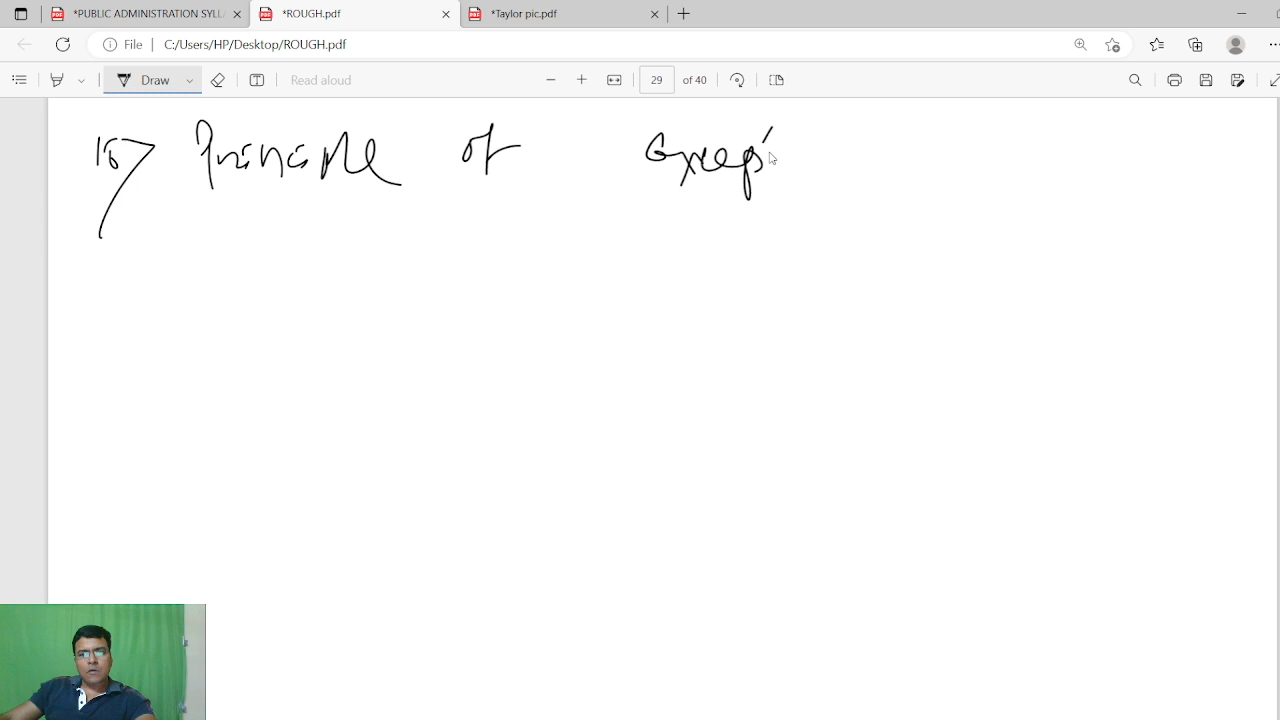 *PUBLIC ADMINISTRATION SYLL
*ROUGH.pdf
*Taylor pic.pdf
File
C:/Users/HP/Desktop/ROUGH.pdf
Draw
Read aloud
29 of 40
Principle of excep